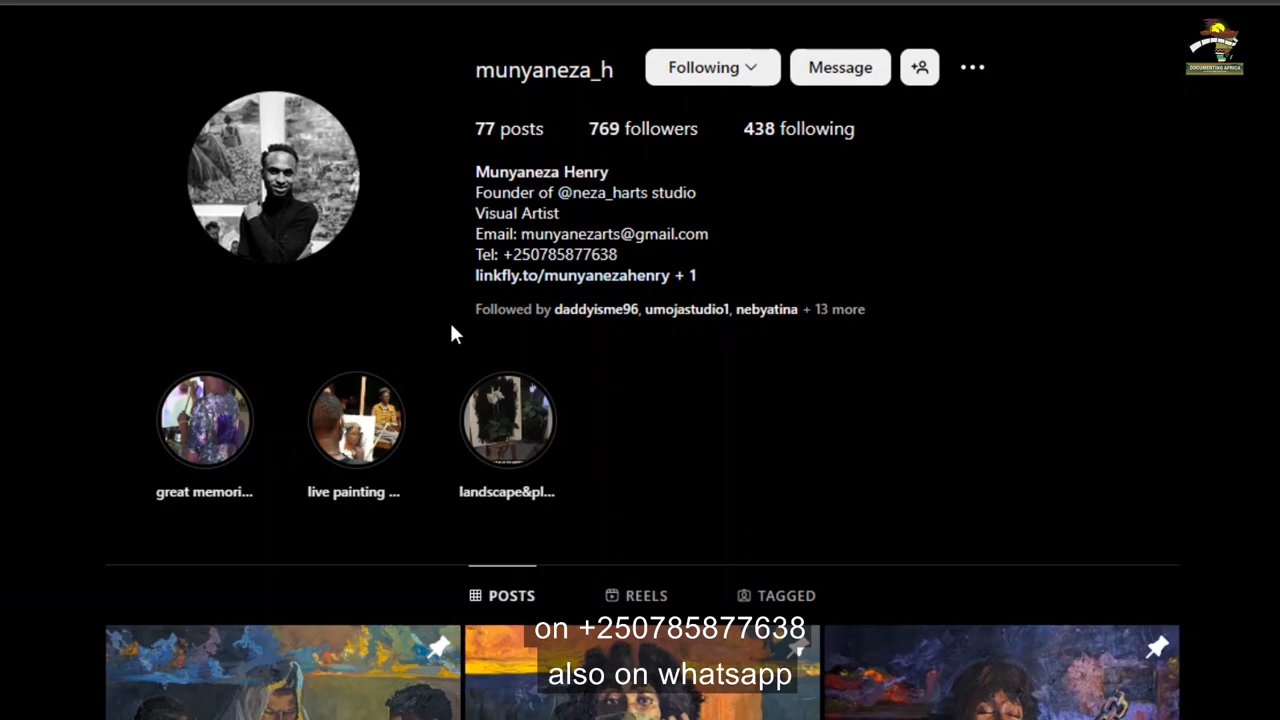 munyaneza_h
Following
Message
77 posts
769 followers
438 following
Munyaneza Henry
Founder of @neza_harts studio
Visual Artist
Email: munyanezarts@gmail.com
Tel: +250785877638
linkfly.to/munyanezahenry + 1
Followed by daddyisme96, umojastudio1, nebyatina + 13 more
great memori...
live painting ...
landscape&pl...
POSTS
REELS
TAGGED
on +250785877638
also on whatsapp
DOCUMENTING AFRICA